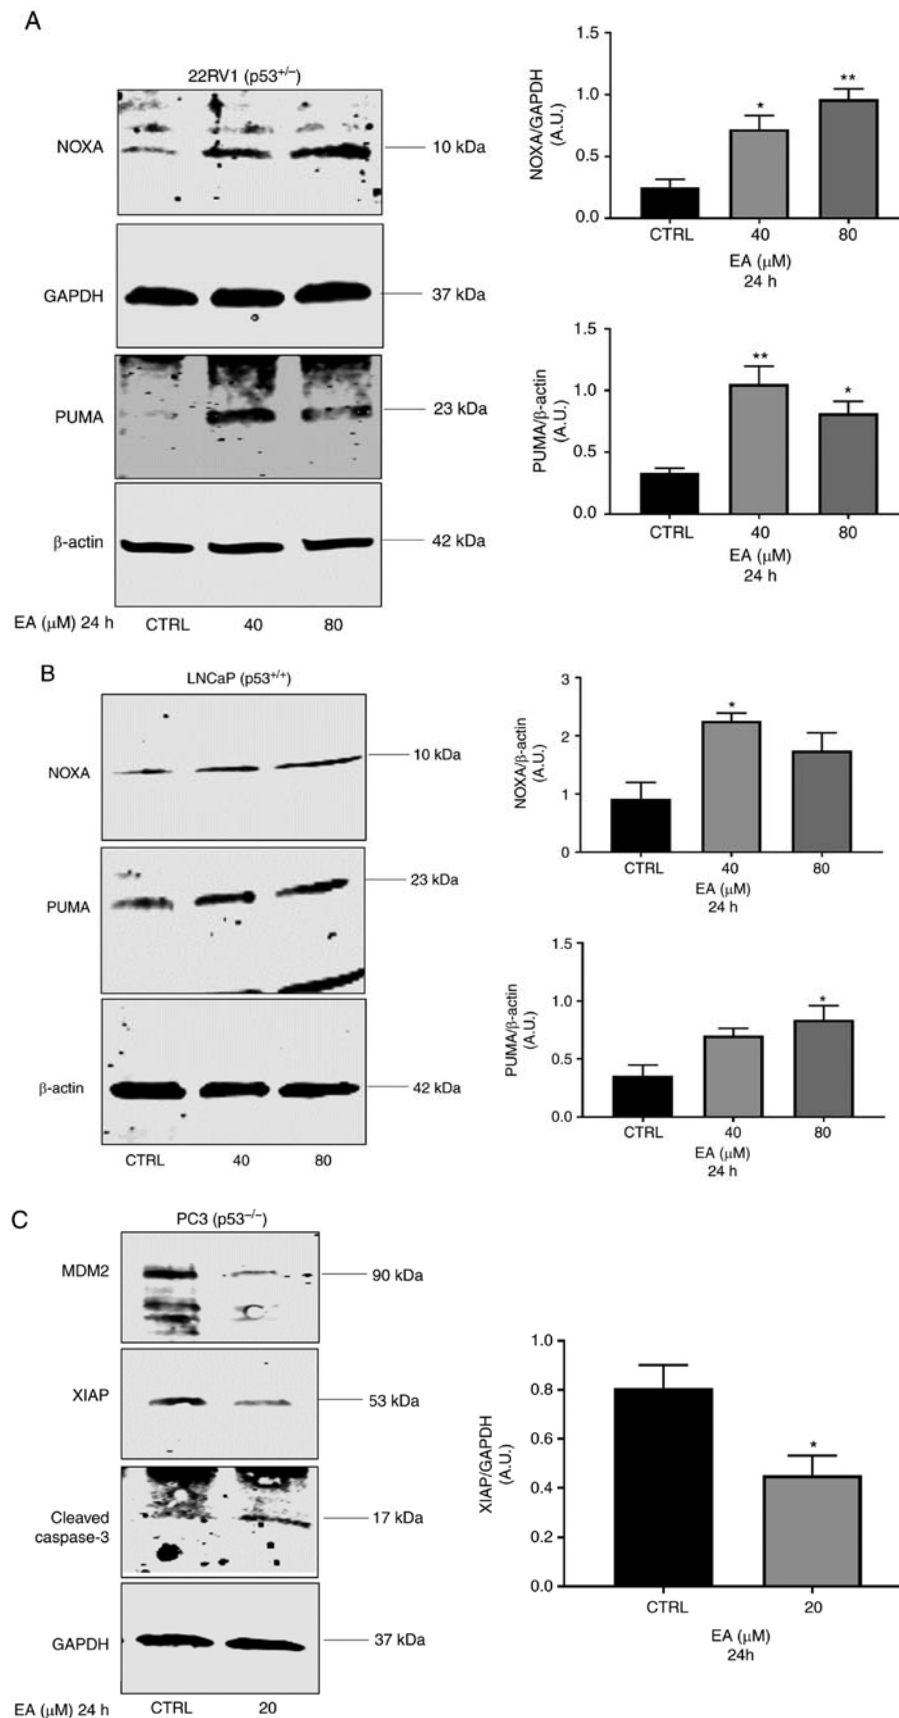 A
22RV1 (p53+/−)
NOXA
10 kDa
GAPDH
37 kDa
PUMA
23 kDa
β-actin
42 kDa
EA (μM) 24 h CTRL 40 80
NOXA/GAPDH
(A.U.)
1.5
1.0
0.5
0.0
*
**
CTRL 40 80
EA (μM)
24 h
PUMA/β-actin
(A.U.)
1.5
1.0
0.5
0.0
**
*
CTRL 40 80
EA (μM)
24 h
B
LNCaP (p53+/+)
NOXA
10 kDa
PUMA
23 kDa
β-actin
42 kDa
CTRL 40 80
NOXA/β-actin
(A.U.)
3
2
1
0
*
CTRL 40 80
EA (μM)
24 h
PUMA/β-actin
(A.U.)
1.5
1.0
0.5
0.0
*
CTRL 40 80
EA (μM)
24 h
C
PC3 (p53−/−)
MDM2
90 kDa
XIAP
53 kDa
Cleaved
caspase-3
17 kDa
GAPDH
37 kDa
EA (μM) 24 h CTRL 20
XIAP/GAPDH
(A.U.)
1.0
0.8
0.6
0.4
0.2
0.0
*
CTRL 20
EA (μM)
24h